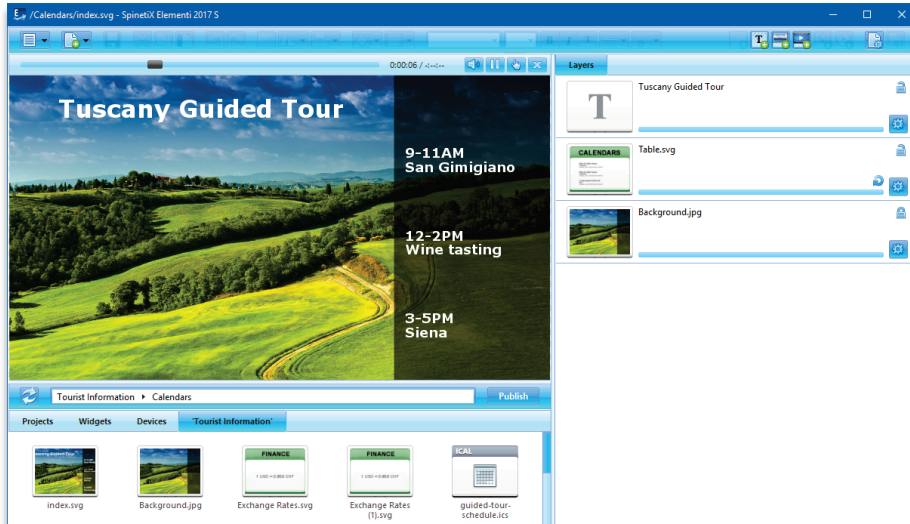 /Calendars/index.svg - SpinetiX Elementi 2017 S
0:00:06 / -:--:--
Tuscany Guided Tour
9-11AM
San Gimigiano
12-2PM
Wine tasting
3-5PM
Siena
Tourist Information ▸ Calendars
Publish
Projects Widgets Devices 'Tourist Information'
index.svg
Background.jpg
FINANCE
Exchange Rates.svg
FINANCE
Exchange Rates
(1).svg
ICAL
guided-tour-
schedule.ics
Layers
T
Tuscany Guided Tour
CALENDARS
Table.svg
Background.jpg